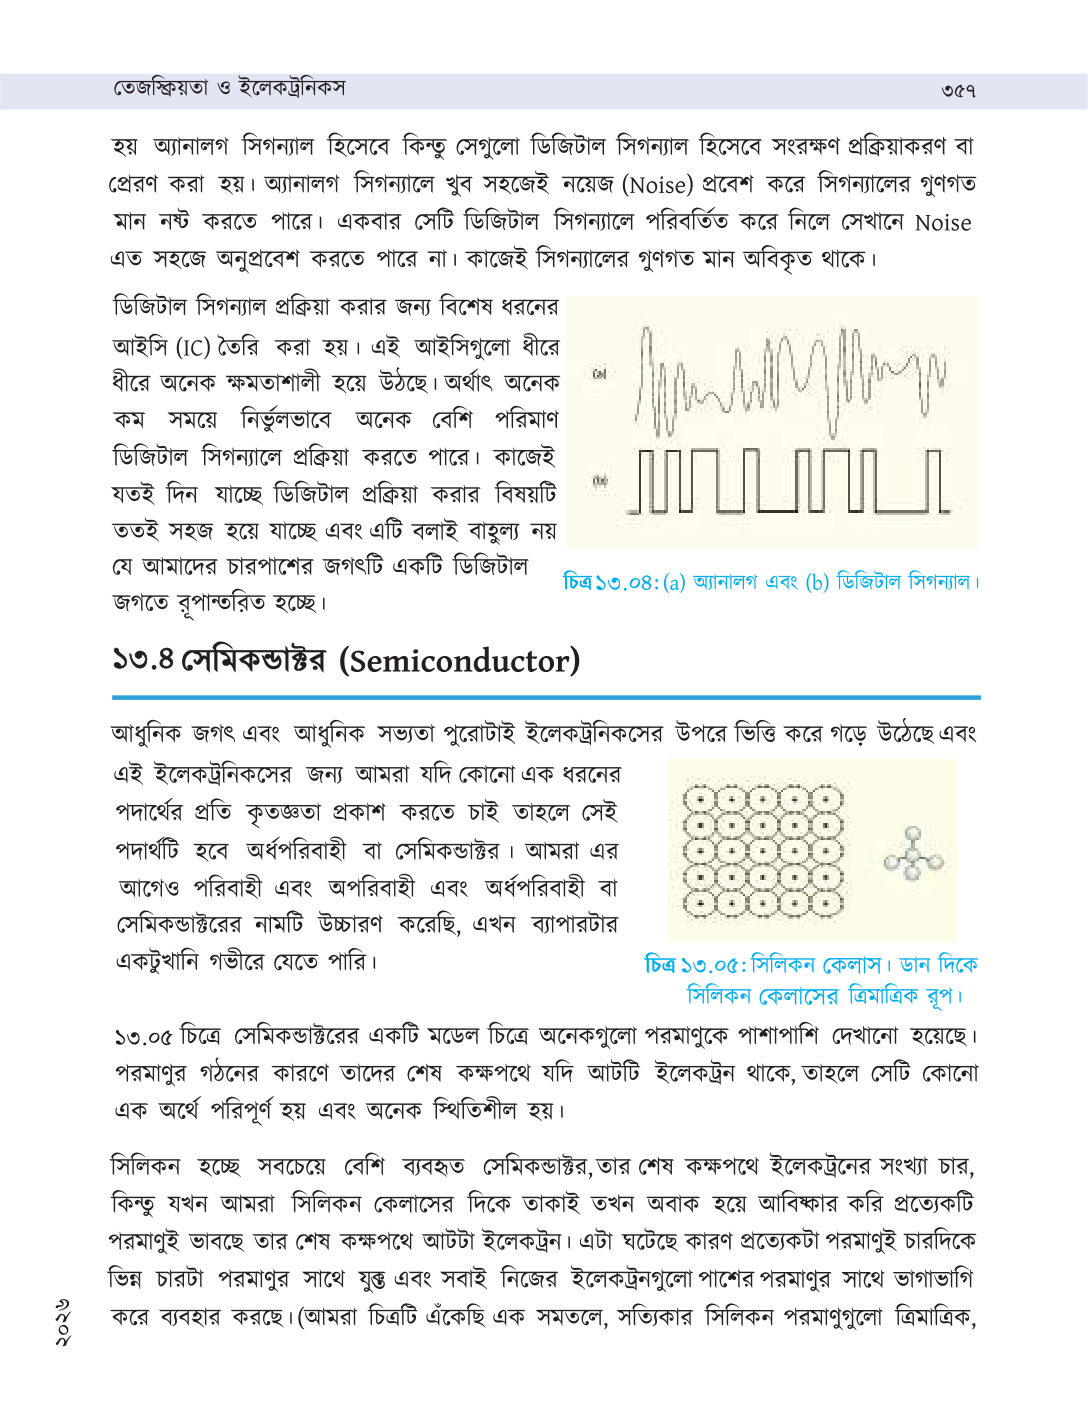 তেজস্ক্রিয়তা ও ইলেকট্রনিকস
৩৫৭
হয় অ্যানালগ সিগন্যাল হিসেবে কিন্তু সেগুলো ডিজিটাল সিগন্যাল হিসেবে সংরক্ষণ প্রক্রিয়াকরণ বা
প্রেরণ করা হয়। অ্যানালগ সিগন্যালে খুব সহজেই নয়েজ (Noise) প্রবেশ করে সিগন্যালের গুণগত
মান নষ্ট করতে পারে। একবার সেটি ডিজিটাল সিগন্যালে পরিবর্তিত করে নিলে সেখানে Noise
এত সহজে অনুপ্রবেশ করতে পারে না। কাজেই সিগন্যালের গুণগত মান অবিকৃত থাকে।
ডিজিটাল সিগন্যাল প্রক্রিয়া করার জন্য বিশেষ ধরনের
আইসি (IC) তৈরি করা হয়। এই আইসিগুলো ধীরে
ধীরে অনেক ক্ষমতাশালী হয়ে উঠছে। অর্থাৎ অনেক
কম সময়ে নির্ভুলভাবে অনেক বেশি পরিমাণ
ডিজিটাল সিগন্যালে প্রক্রিয়া করতে পারে। কাজেই
যতই দিন যাচ্ছে ডিজিটাল প্রক্রিয়া করার বিষয়টি
ততই সহজ হয়ে যাচ্ছে এবং এটি বলাই বাহুল্য নয়
যে আমাদের চারপাশের জগৎটি একটি ডিজিটাল
জগতে রূপান্তরিত হচ্ছে।
(a)
(b)
চিত্র ১৩.০৪: (a) অ্যানালগ এবং (b) ডিজিটাল সিগন্যাল।
১৩.৪ সেমিকন্ডাক্টর (Semiconductor)
আধুনিক জগৎ এবং আধুনিক সভ্যতা পুরোটাই ইলেকট্রনিকসের উপরে ভিত্তি করে গড়ে উঠেছে এবং
এই ইলেকট্রনিকসের জন্য আমরা যদি কোনো এক ধরনের
পদার্থের প্রতি কৃতজ্ঞতা প্রকাশ করতে চাই তাহলে সেই
পদার্থটি হবে অর্ধপরিবাহী বা সেমিকন্ডাক্টর। আমরা এর
আগেও পরিবাহী এবং অপরিবাহী এবং অর্ধপরিবাহী বা
সেমিকন্ডাক্টরের নামটি উচ্চারণ করেছি, এখন ব্যাপারটার
একটুখানি গভীরে যেতে পারি।
চিত্র ১৩.০৫: সিলিকন কেলাস। ডান দিকে
সিলিকন কেলাসের ত্রিমাত্রিক রূপ।
১৩.০৫ চিত্রে সেমিকন্ডাক্টরের একটি মডেল চিত্রে অনেকগুলো পরমাণুকে পাশাপাশি দেখানো হয়েছে।
পরমাণুর গঠনের কারণে তাদের শেষ কক্ষপথে যদি আটটি ইলেকট্রন থাকে, তাহলে সেটি কোনো
এক অর্থে পরিপূর্ণ হয় এবং অনেক স্থিতিশীল হয়।
সিলিকন হচ্ছে সবচেয়ে বেশি ব্যবহৃত সেমিকন্ডাক্টর, তার শেষ কক্ষপথে ইলেকট্রনের সংখ্যা চার,
কিন্তু যখন আমরা সিলিকন কেলাসের দিকে তাকাই তখন অবাক হয়ে আবিষ্কার করি প্রত্যেকটি
পরমাণুই ভাবছে তার শেষ কক্ষপথে আটটা ইলেকট্রন। এটা ঘটেছে কারণ প্রত্যেকটা পরমাণুই চারদিকে
ভিন্ন চারটা পরমাণুর সাথে যুক্ত এবং সবাই নিজের ইলেকট্রনগুলো পাশের পরমাণুর সাথে ভাগাভাগি
করে ব্যবহার করছে। (আমরা চিত্রটি এঁকেছি এক সমতলে, সত্যিকার সিলিকন পরমাণুগুলো ত্রিমাত্রিক,
২০২৬